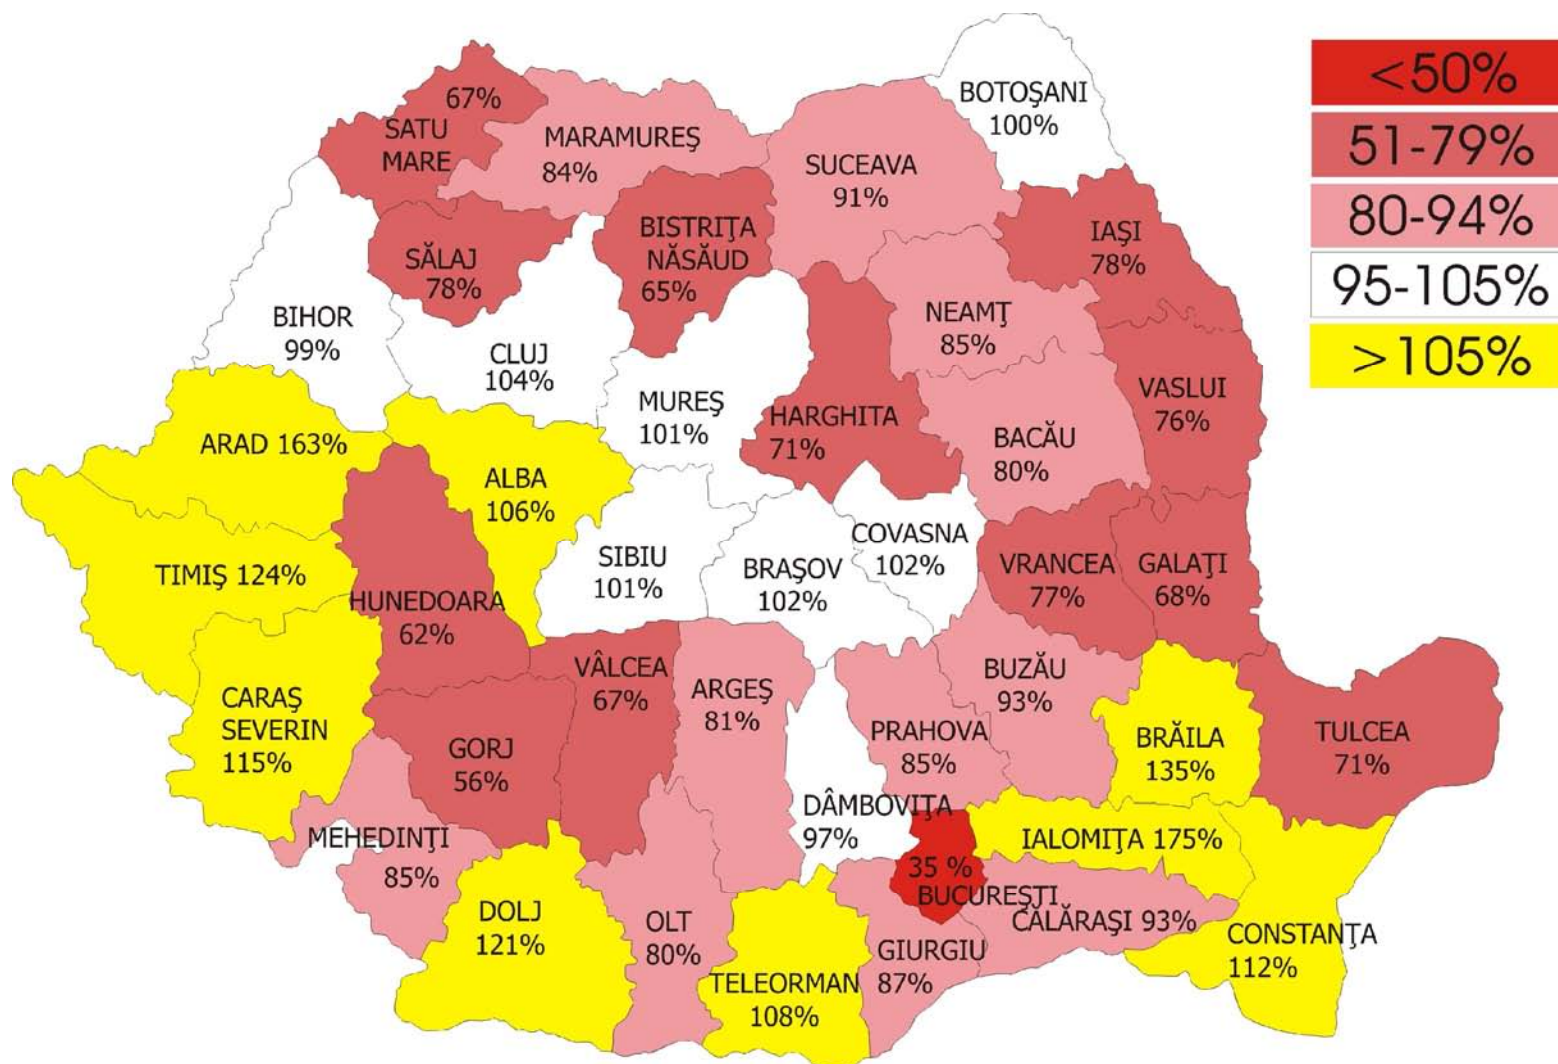 67%
SATU
MARE
MARAMUREŞ
84%
SUCEAVA
91%
BOTOŞANI
100%
<50%
51-79%
80-94%
95-105%
>105%
SĂLAJ
78%
BISTRIŢA
NĂSĂUD
65%
IAŞI
78%
BIHOR
99%
CLUJ
104%
NEAMŢ
85%
MUREŞ
101%
HARGHITA
71%
BACĂU
80%
VASLUI
76%
ARAD 163%
ALBA
106%
TIMIŞ 124%
HUNEDOARA
62%
SIBIU
101%
BRAŞOV
102%
COVASNA
102%
VRANCEA
77%
GALAŢI
68%
CARAŞ
SEVERIN
115%
GORJ
56%
VÂLCEA
67%
ARGEŞ
81%
PRAHOVA
85%
BUZĂU
93%
BRĂILA
135%
TULCEA
71%
MEHEDINŢI
85%
DÂMBOVIŢA
97%
IALOMIŢA 175%
35 %
BUCUREŞTI
CĂLĂRAŞI 93%
DOLJ
121%
OLT
80%
TELEORMAN
108%
GIURGIU
87%
CONSTANŢA
112%